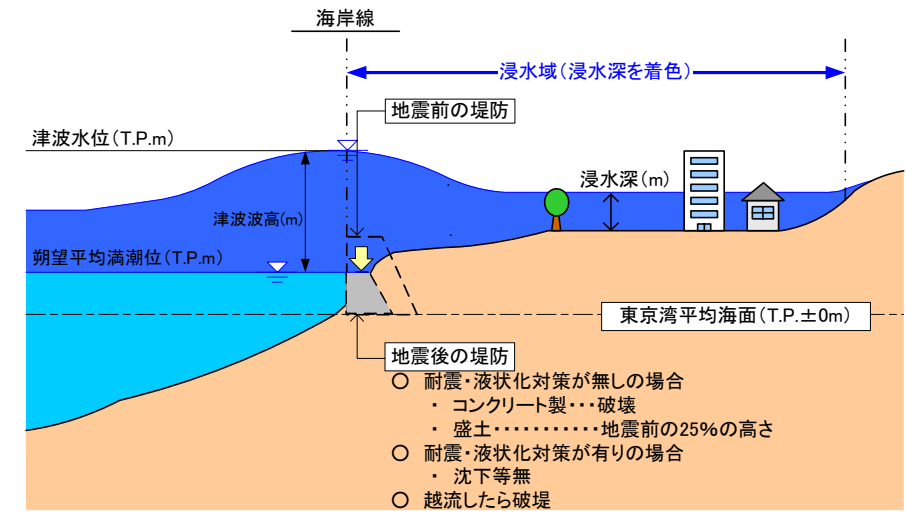 海岸線
浸水域(浸水深を着色)
地震前の堤防
津波水位(T.P.m)
浸水深(m)
津波波高(m)
朔望平均満潮位(T.P.m)
東京湾平均海面(T.P.±0m)
地震後の堤防
○ 耐震・液状化対策が無しの場合
・ コンクリート製・・・破壊
・ 盛土・・・・・・・・・・・地震前の25%の高さ
○ 耐震・液状化対策が有りの場合
・ 沈下等無
○ 越流したら破堤